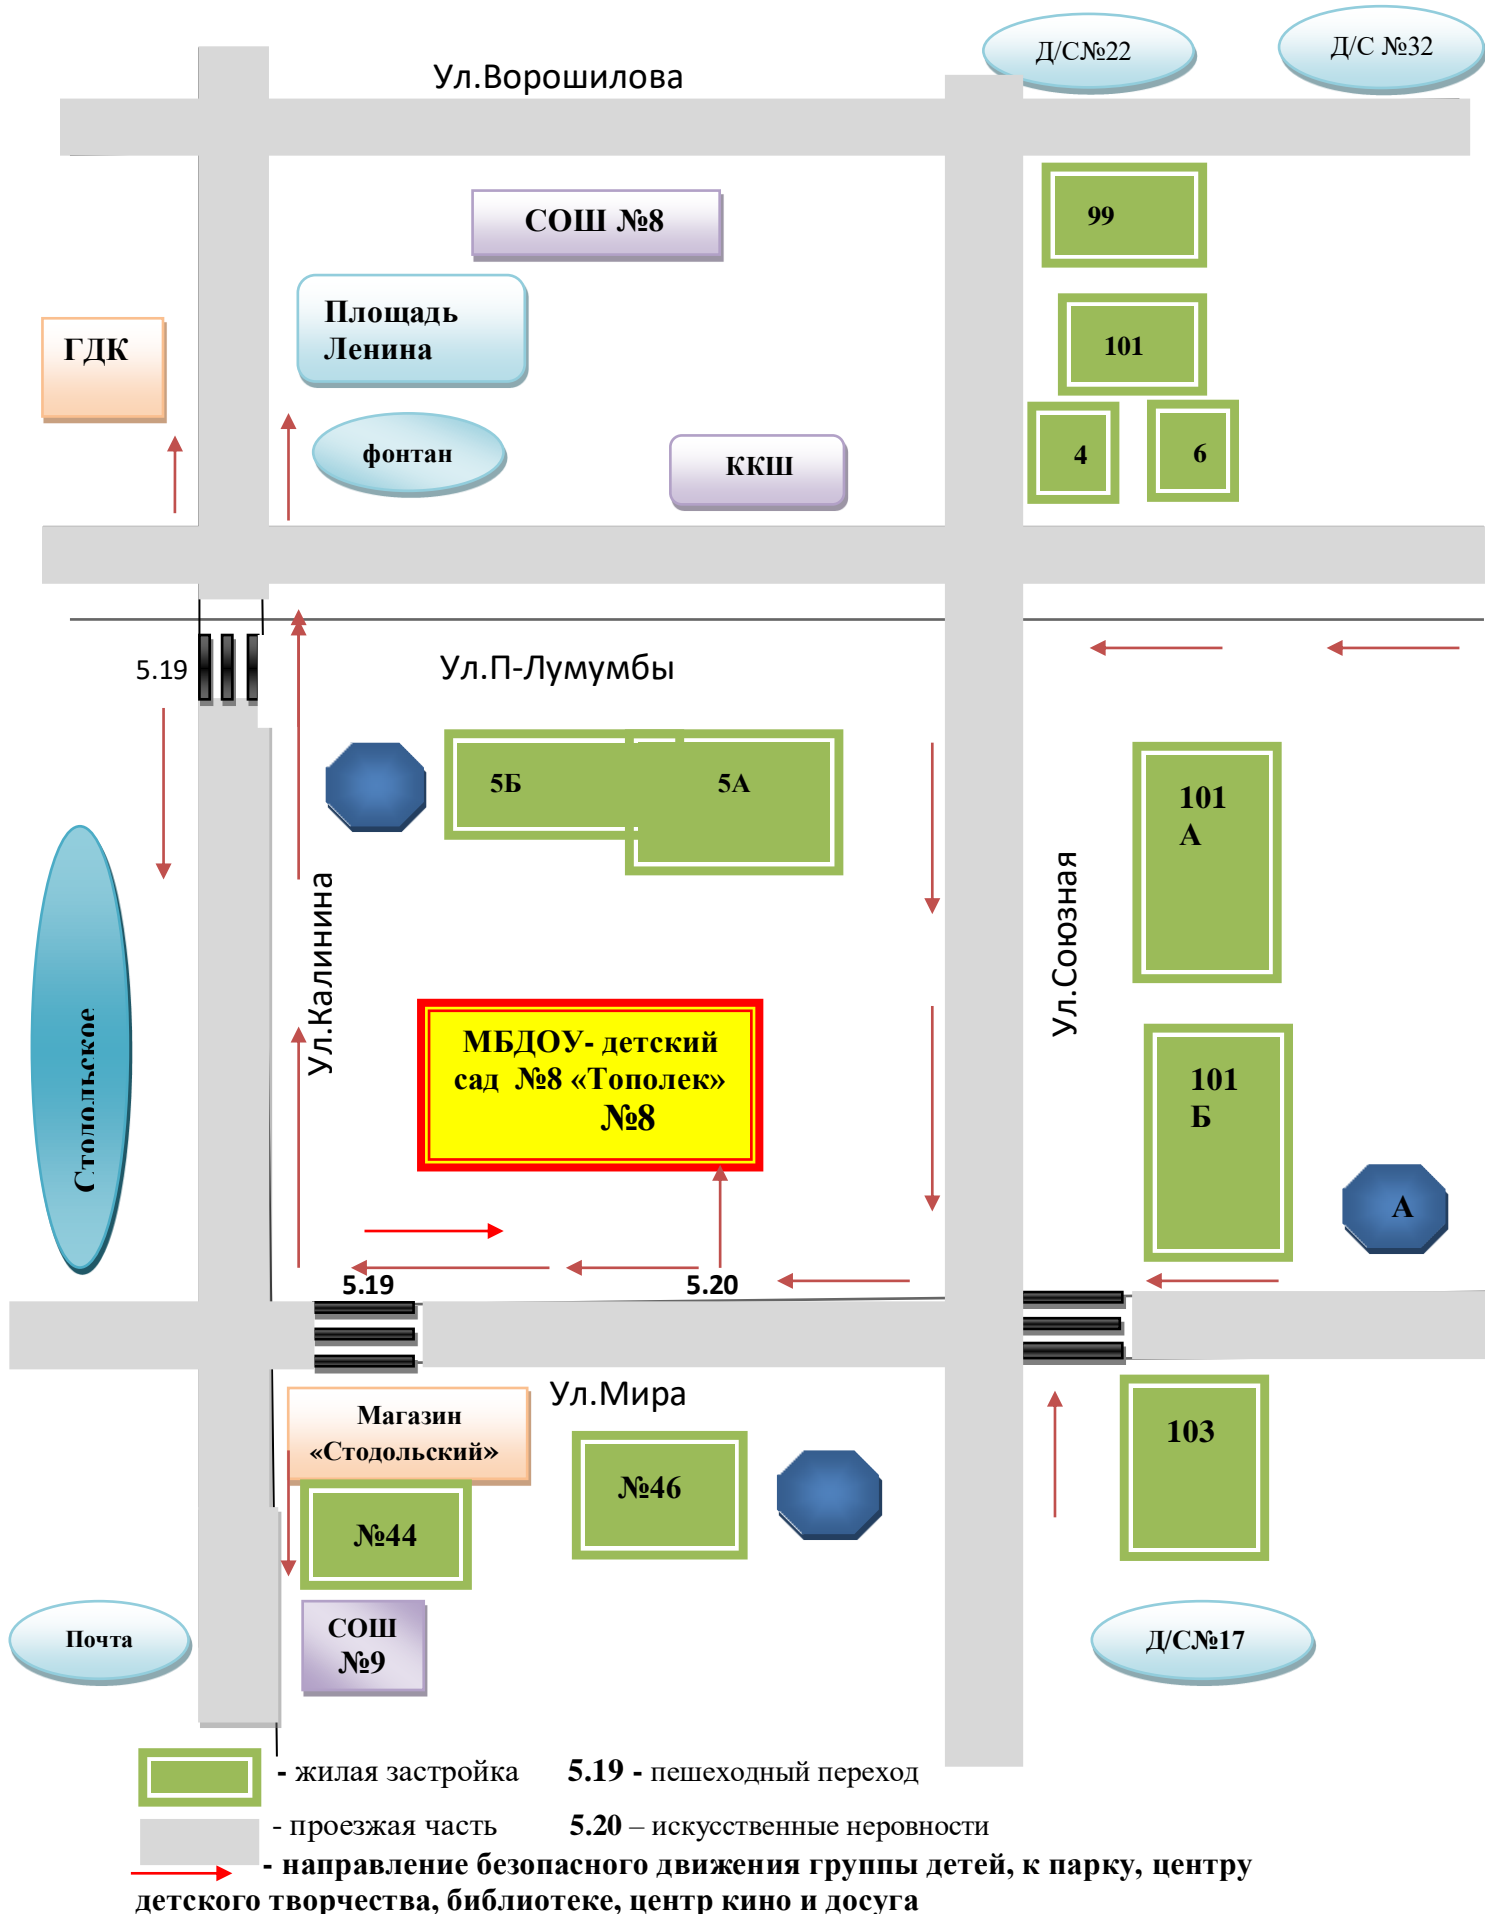 Д/С№22
Д/С №32
Ул.Ворошилова
СОШ №8
99
Площадь
Ленина
ГДК
101
фонтан
ККШ
4
6
5.19
Ул.П-Лумумбы
5Б
5А
101
А
Ул.Калинина
Ул.Союзная
Стодольское
МБДОУ- детский
сад №8 «Тополек»
№8
101
Б
А
5.19
5.20
Ул.Мира
Магазин
«Стодольский»
103
№46
№44
Почта
СОШ
№9
Д/С№17
- жилая застройка 5.19 - пешеходный переход
- проезжая часть 5.20 – искусственные неровности
- направление безопасного движения группы детей, к парку, центру
детского творчества, библиотеке, центр кино и досуга